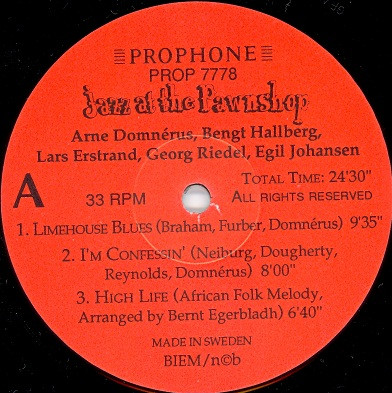 PROPHONE
PROP 7778
Jazz at the Pawnshop
Arne Domnérus, Bengt Hallberg,
Lars Erstrand, Georg Riedel, Egil Johansen
TOTAL TIME: 24'30"
A 33 RPM ALL RIGHTS RESERVED
1. LIMEHOUSE BLUES (Braham, Furber, Domnérus) 9'35"
2. I'M CONFESSIN' (Neiburg, Dougherty,
Reynolds, Domnérus) 8'00"
3. HIGH LIFE (African Folk Melody,
Arranged by Bernt Egerbladh) 6'40"
MADE IN SWEDEN
BIEM/n©b